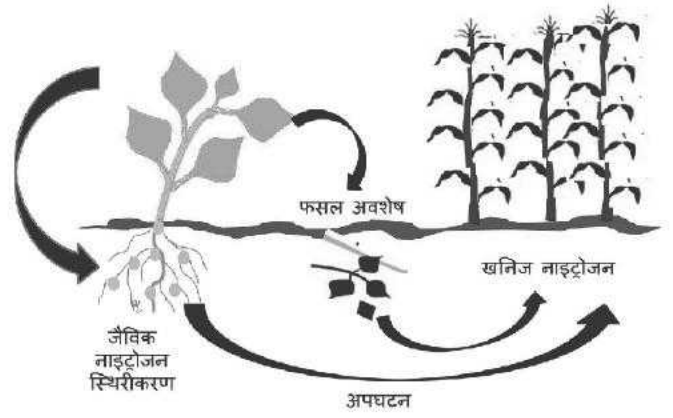 फसल अवशेष
खनिज नाइट्रोजन
जैविक
नाइट्रोजन
स्थिरीकरण
अपघटन